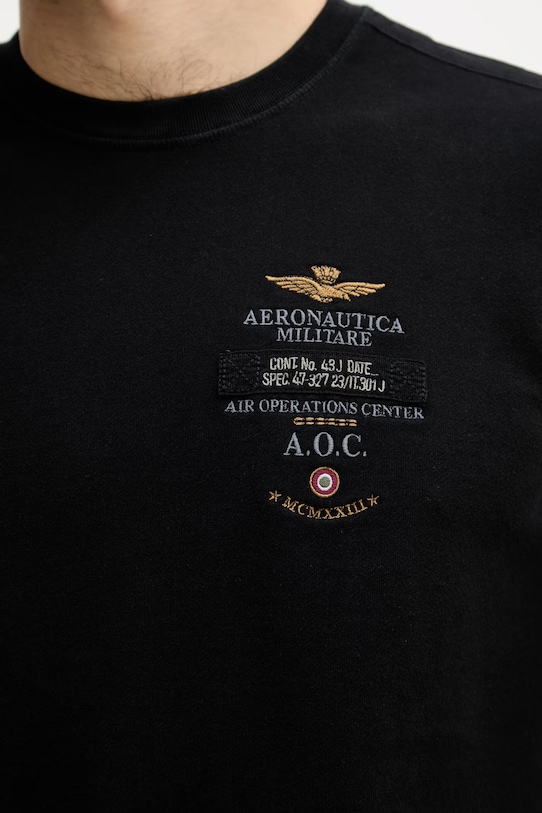 AERONAUTICA
MILITARE
CONT. No. 43J DATE...
SPEC. 47-327 23/IT.301 J
AIR OPERATIONS CENTER
A.O.C.
★ MCMXXIII ★